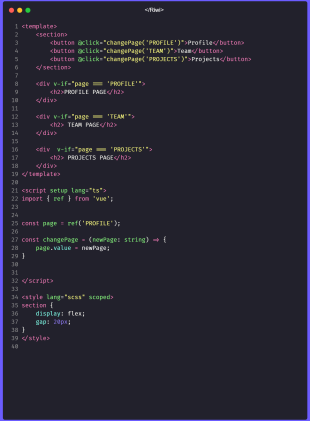 </Flow>
1 <template>
2 <section>
3 <button @click="changePage('PROFILE')">Profile</button>
4 <button @click="changePage('TEAM')">Team</button>
5 <button @click="changePage('PROJECTS')">Projects</button>
6 </section>
7
8 <div v-if="page === 'PROFILE'">
9 <h2>PROFILE PAGE</h2>
10 </div>
11
12 <div v-if="page === 'TEAM'">
13 <h2> TEAM PAGE</h2>
14 </div>
15
16 <div  v-if="page === 'PROJECTS'">
17 <h2> PROJECTS PAGE</h2>
18 </div>
19 </template>
20
21 <script setup lang="ts">
22 import { ref } from 'vue';
23
24
25 const page = ref('PROFILE');
26
27 const changePage = (newPage: string) => {
28 page.value = newPage;
29 }
30
31
32 </script>
33
34 <style lang="scss" scoped>
35 section {
36 display: flex;
37 gap: 20px;
38 }
39 </style>
40